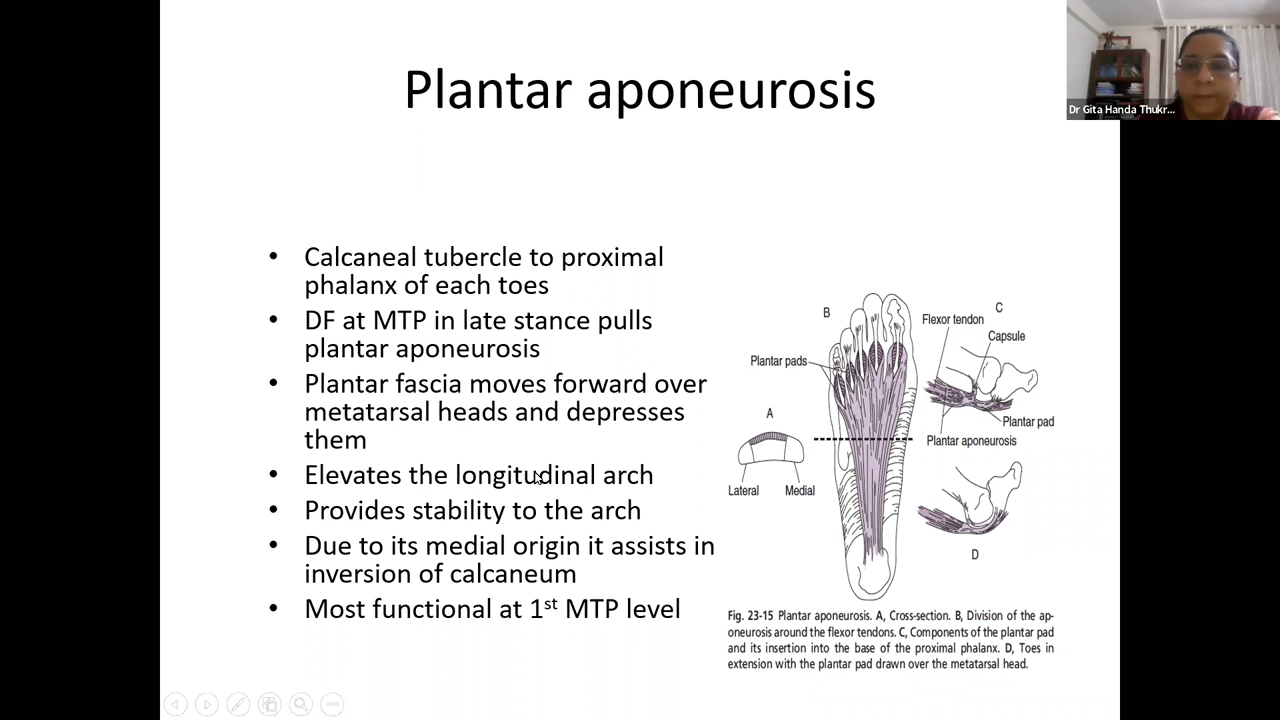 Plantar aponeurosis
Dr Gita Handa Thukr...
• Calcaneal tubercle to proximal
phalanx of each toes
• DF at MTP in late stance pulls
plantar aponeurosis
• Plantar fascia moves forward over
metatarsal heads and depresses
them
• Elevates the longitudinal arch
• Provides stability to the arch
• Due to its medial origin it assists in
inversion of calcaneum
• Most functional at 1st MTP level
B
C
Flexor tendon
Capsule
Plantar pads
A
Plantar pad
Plantar aponeurosis
Lateral
Medial
D
Fig. 23-15 Plantar aponeurosis. A, Cross-section. B, Division of the ap-
oneurosis around the flexor tendons. C, Components of the plantar pad
and its insertion into the base of the proximal phalanx. D, Toes in
extension with the plantar pad drawn over the metatarsal head.